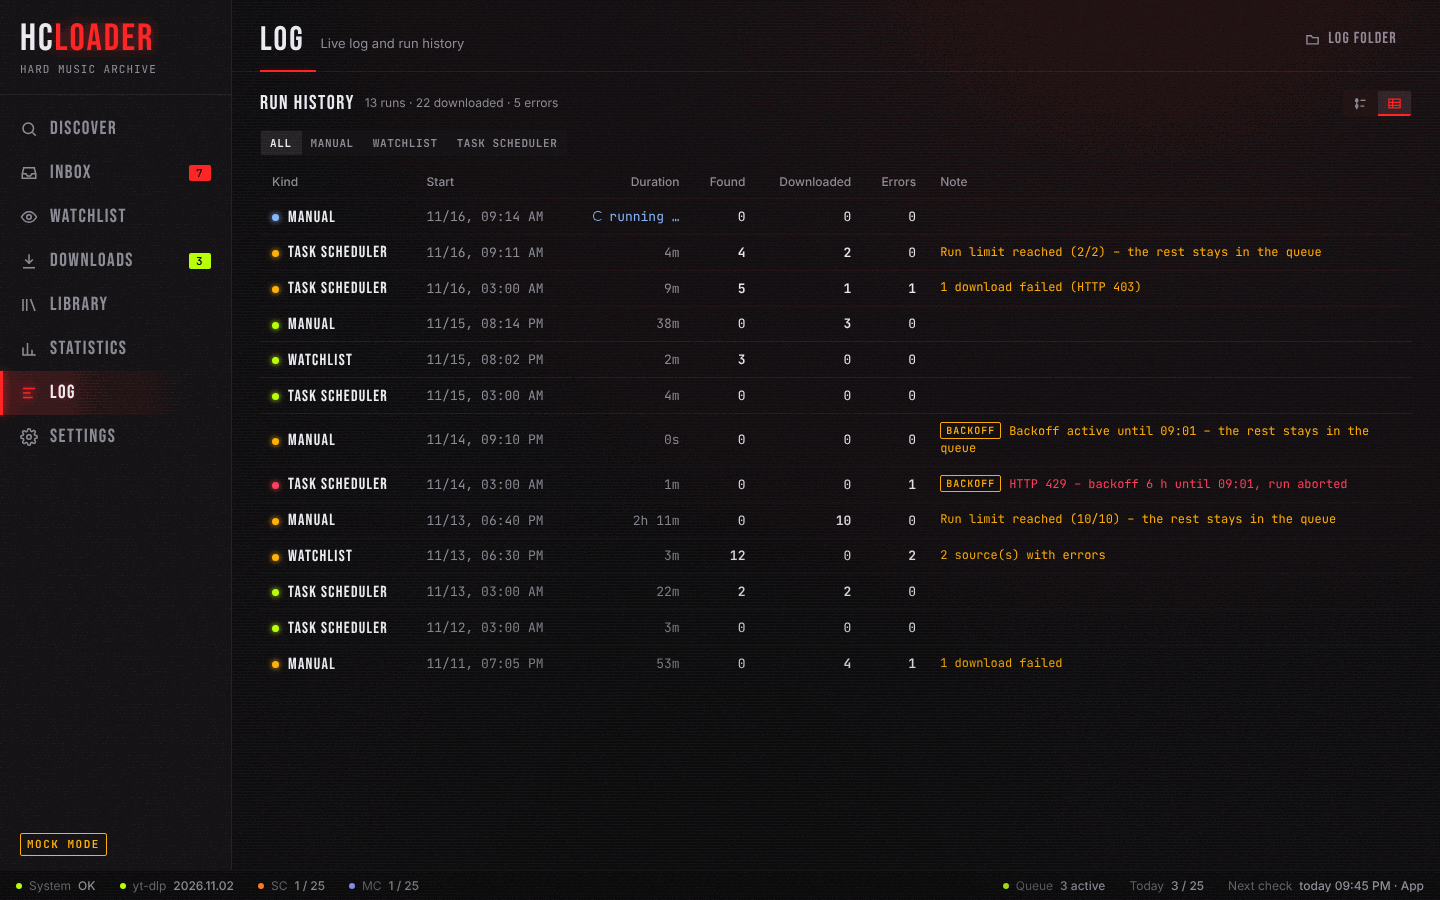 HCLOADER
HARD MUSIC ARCHIVE
DISCOVER
INBOX 7
WATCHLIST
DOWNLOADS 3
LIBRARY
STATISTICS
LOG
SETTINGS
MOCK MODE
LOG Live log and run history
LOG FOLDER
RUN HISTORY 13 runs · 22 downloaded · 5 errors
ALL MANUAL WATCHLIST TASK SCHEDULER
Kind Start Duration Found Downloaded Errors Note
MANUAL 11/16, 09:14 AM running … 0 0 0
TASK SCHEDULER 11/16, 09:11 AM 4m 4 2 0 Run limit reached (2/2) – the rest stays in the queue
TASK SCHEDULER 11/16, 03:00 AM 9m 5 1 1 1 download failed (HTTP 403)
MANUAL 11/15, 08:14 PM 38m 0 3 0
WATCHLIST 11/15, 08:02 PM 2m 3 0 0
TASK SCHEDULER 11/15, 03:00 AM 4m 0 0 0
MANUAL 11/14, 09:10 PM 0s 0 0 0 BACKOFF Backoff active until 09:01 – the rest stays in the
queue
TASK SCHEDULER 11/14, 03:00 AM 1m 0 0 1 BACKOFF HTTP 429 – backoff 6 h until 09:01, run aborted
MANUAL 11/13, 06:40 PM 2h 11m 0 10 0 Run limit reached (10/10) – the rest stays in the queue
WATCHLIST 11/13, 06:30 PM 3m 12 0 2 2 source(s) with errors
TASK SCHEDULER 11/13, 03:00 AM 22m 2 2 0
TASK SCHEDULER 11/12, 03:00 AM 3m 0 0 0
MANUAL 11/11, 07:05 PM 53m 0 4 1 1 download failed
System OK yt-dlp 2026.11.02 SC 1 / 25 MC 1 / 25 Queue 3 active Today 3 / 25 Next check today 09:45 PM · App